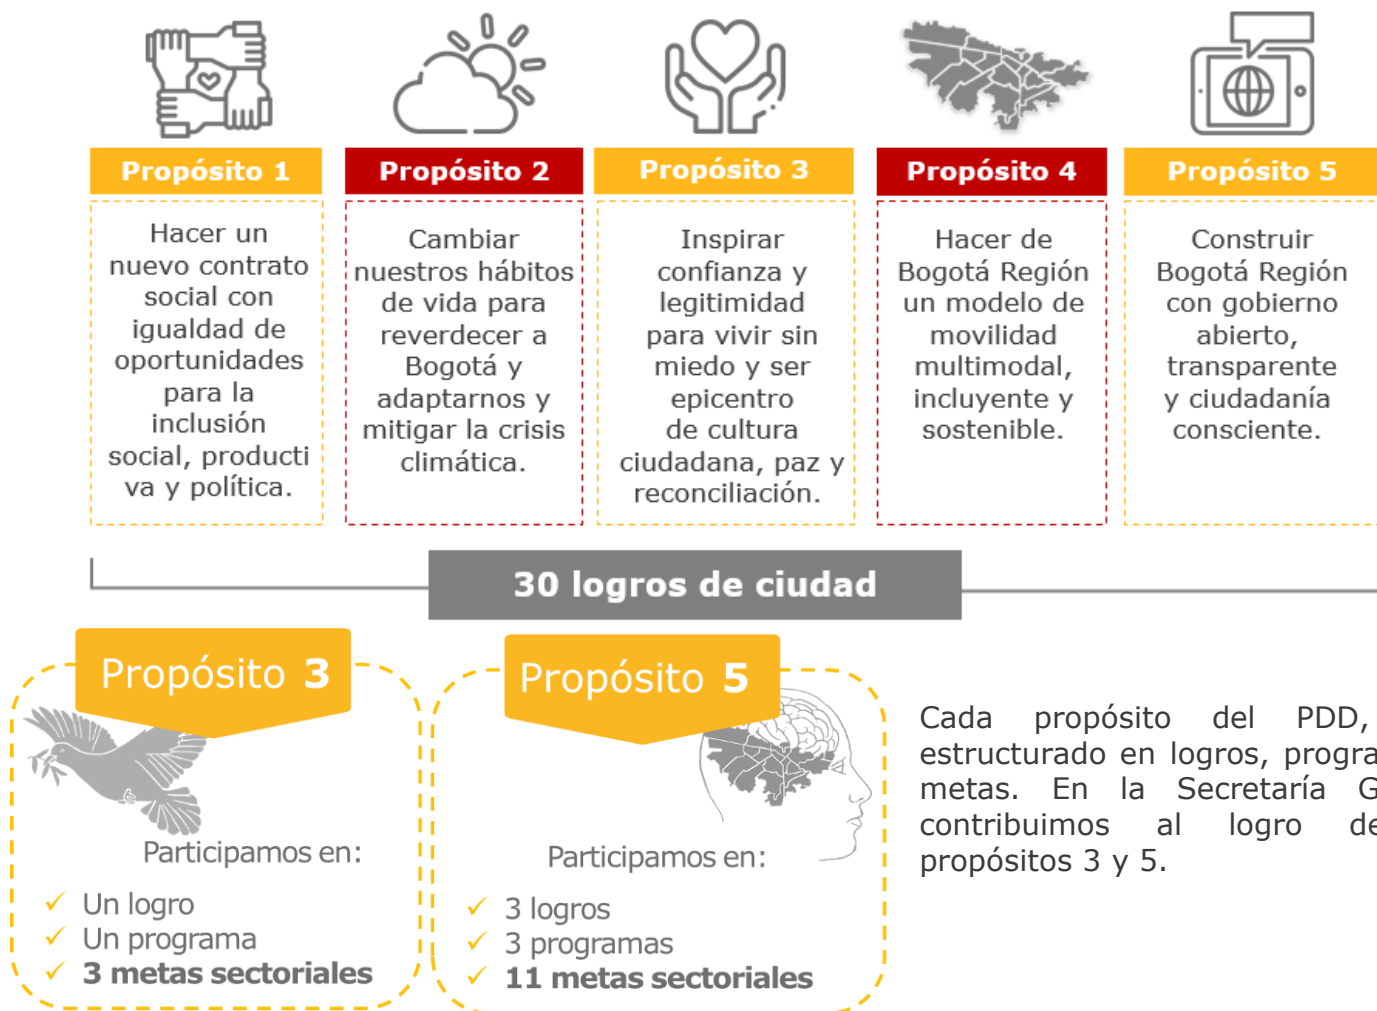 Propósito 1
Hacer un
nuevo contrato
social con
igualdad de
oportunidades
para la
inclusión
social, producti
va y política.
Propósito 2
Cambiar
nuestros hábitos
de vida para
reverdecer a
Bogotá y
adaptarnos y
mitigar la crisis
climática.
Propósito 3
Inspirar
confianza y
legitimidad
para vivir sin
miedo y ser
epicentro
de cultura
ciudadana, paz y
reconciliación.
Propósito 4
Hacer de
Bogotá Región
un modelo de
movilidad
multimodal,
incluyente y
sostenible.
Propósito 5
Construir
Bogotá Región
con gobierno
abierto,
transparente
y ciudadanía
consciente.
30 logros de ciudad
Propósito 3
Participamos en:
✓ Un logro
✓ Un programa
✓ 3 metas sectoriales
Propósito 5
Participamos en:
✓ 3 logros
✓ 3 programas
✓ 11 metas sectoriales
Cada propósito del PDD,
estructurado en logros, progra
metas. En la Secretaría G
contribuimos al logro de
propósitos 3 y 5.